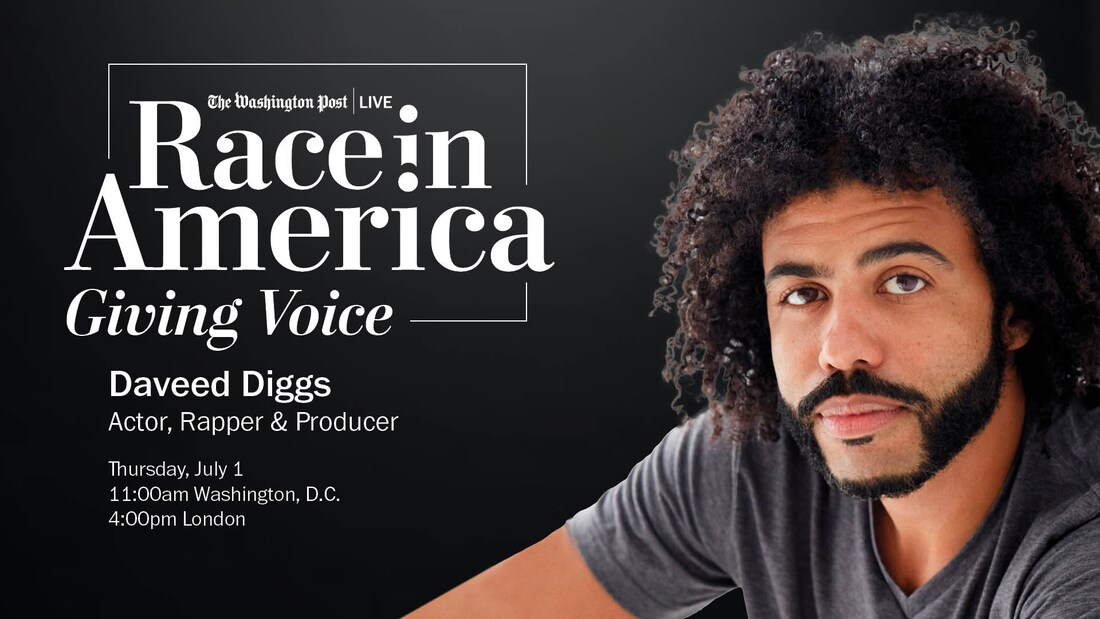 The Washington Post LIVE
Race in
America
Giving Voice
Daveed Diggs
Actor, Rapper & Producer
Thursday, July 1
11:00am Washington, D.C.
4:00pm London